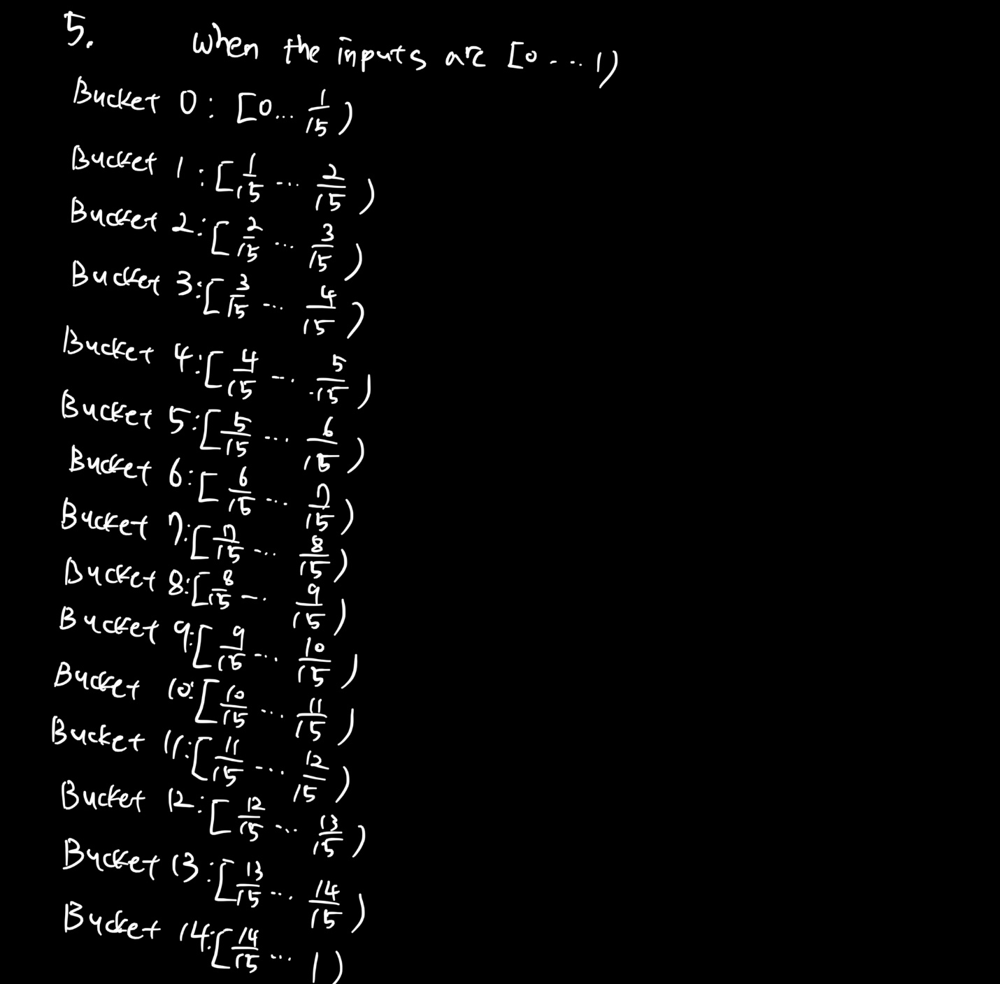 5. when the inputs are [0 ... 1)
Bucket 0: [0... 1/15)
Bucket 1: [1/15 ... 2/15)
Bucket 2: [2/15 ... 3/15)
Bucket 3: [3/15 ... 4/15)
Bucket 4: [4/15 ... 5/15)
Bucket 5: [5/15 ... 6/15)
Bucket 6: [6/15 ... 7/15)
Bucket 7: [7/15 ... 8/15)
Bucket 8: [8/15 ... 9/15)
Bucket 9: [9/15 ... 10/15)
Bucket 10: [10/15 ... 11/15)
Bucket 11: [11/15 ... 12/15)
Bucket 12: [12/15 ... 13/15)
Bucket 13: [13/15 ... 14/15)
Bucket 14: [14/15 ... 1)